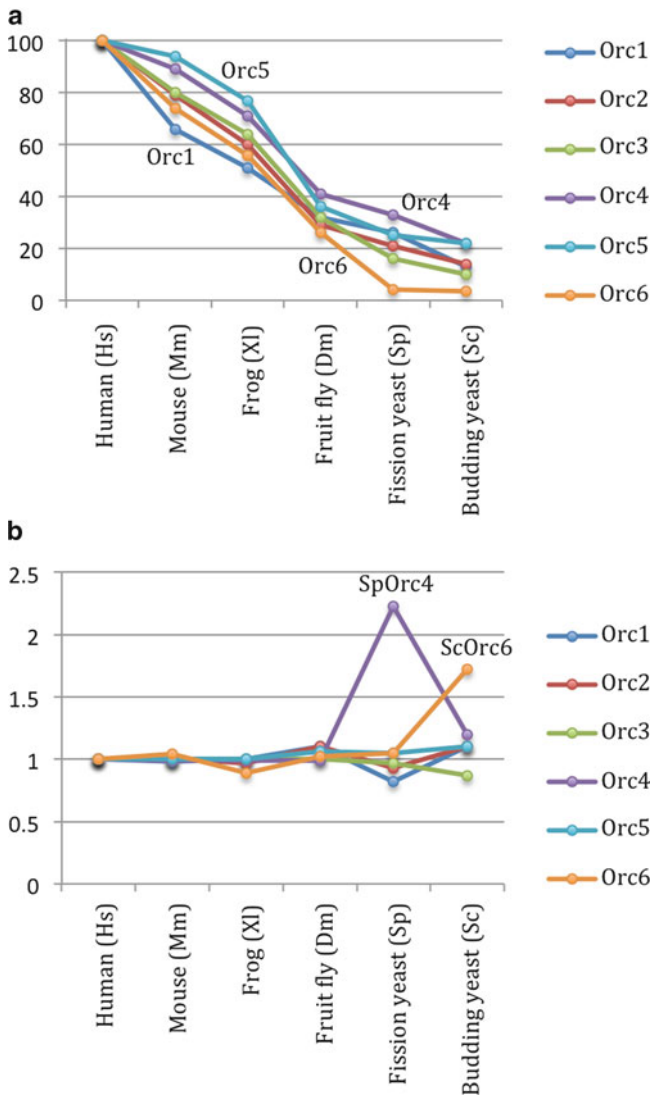 a
100
80
60
40
20
0
Orc5
Orc1
Orc4
Orc6
Human (Hs)
Mouse (Mm)
Frog (Xl)
Fruit fly (Dm)
Fission yeast (Sp)
Budding yeast (Sc)
Orc1
Orc2
Orc3
Orc4
Orc5
Orc6
b
2.5
2
1.5
1
0.5
0
SpOrc4
ScOrc6
Human (Hs)
Mouse (Mm)
Frog (Xl)
Fruit fly (Dm)
Fission yeast (Sp)
Budding yeast (Sc)
Orc1
Orc2
Orc3
Orc4
Orc5
Orc6